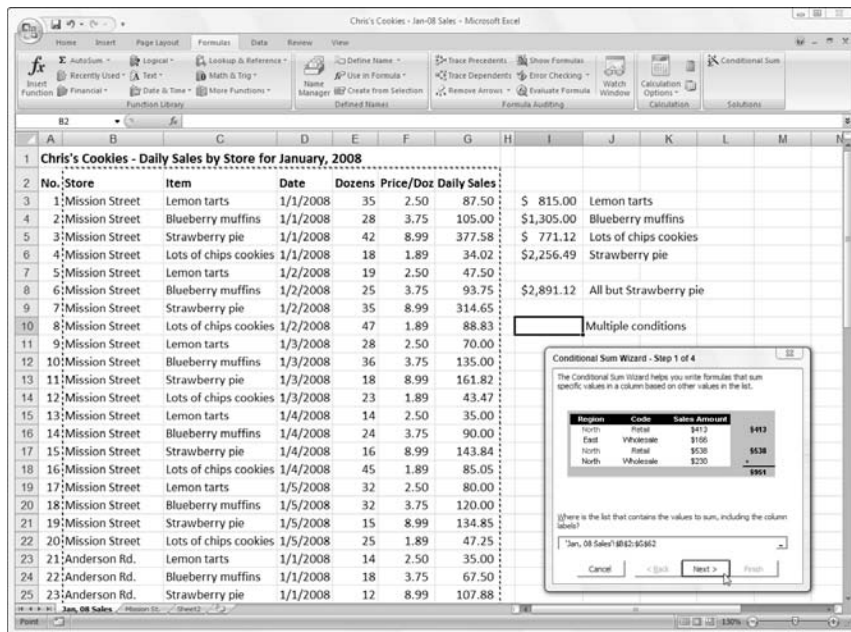 Chris's Cookies - Jan-08 Sales - Microsoft Excel
Home Insert Page Layout Formulas Data Review View
Insert Function
AutoSum
Recently Used
Financial
Logical
Text
Date & Time
Lookup & Reference
Math & Trig
More Functions
Function Library
Name Manager
Define Name
Use in Formula
Create from Selection
Defined Names
Trace Precedents
Trace Dependents
Remove Arrows
Show Formulas
Error Checking
Evaluate Formula
Watch Window
Formula Auditing
Calculation Options
Calculation
Conditional Sum
Solutions
B2 fx
A B C D E F G H I J K L M N
1 Chris's Cookies - Daily Sales by Store for January, 2008
2 No. Store Item Date Dozens Price/Doz Daily Sales
3 1 Mission Street Lemon tarts 1/1/2008 35 2.50 87.50 $ 815.00 Lemon tarts
4 2 Mission Street Blueberry muffins 1/1/2008 28 3.75 105.00 $1,305.00 Blueberry muffins
5 3 Mission Street Strawberry pie 1/1/2008 42 8.99 377.58 $ 771.12 Lots of chips cookies
6 4 Mission Street Lots of chips cookies 1/1/2008 18 1.89 34.02 $2,256.49 Strawberry pie
7 5 Mission Street Lemon tarts 1/2/2008 19 2.50 47.50
8 6 Mission Street Blueberry muffins 1/2/2008 25 3.75 93.75 $2,891.12 All but Strawberry pie
9 7 Mission Street Strawberry pie 1/2/2008 35 8.99 314.65
10 8 Mission Street Lots of chips cookies 1/2/2008 47 1.89 88.83 Multiple conditions
11 9 Mission Street Lemon tarts 1/3/2008 28 2.50 70.00
12 10 Mission Street Blueberry muffins 1/3/2008 36 3.75 135.00
13 11 Mission Street Strawberry pie 1/3/2008 18 8.99 161.82
14 12 Mission Street Lots of chips cookies 1/3/2008 23 1.89 43.47
15 13 Mission Street Lemon tarts 1/4/2008 14 2.50 35.00
16 14 Mission Street Blueberry muffins 1/4/2008 24 3.75 90.00
17 15 Mission Street Strawberry pie 1/4/2008 16 8.99 143.84
18 16 Mission Street Lots of chips cookies 1/4/2008 45 1.89 85.05
19 17 Mission Street Lemon tarts 1/5/2008 32 2.50 80.00
20 18 Mission Street Blueberry muffins 1/5/2008 32 3.75 120.00
21 19 Mission Street Strawberry pie 1/5/2008 15 8.99 134.85
22 20 Mission Street Lots of chips cookies 1/5/2008 25 1.89 47.25
23 21 Anderson Rd. Lemon tarts 1/1/2008 14 2.50 35.00
24 22 Anderson Rd. Blueberry muffins 1/1/2008 18 3.75 67.50
25 23 Anderson Rd. Strawberry pie 1/1/2008 12 8.99 107.88
Conditional Sum Wizard - Step 1 of 4
The Conditional Sum Wizard helps you write formulas that sum
specific values in a column based on other values in the list.
Region Code Sales Amount
North Retail $413 $413
East Wholesale $166
North Retail $538 $538
North Wholesale $230 +
$951
Where is the list that contains the values to sum, including the column
labels?
'Jan, 08 Sales'!$B$2:$G$62
Cancel < Back Next > Finish
Jan, 08 Sales Mission St. Sheet2
Point 130%